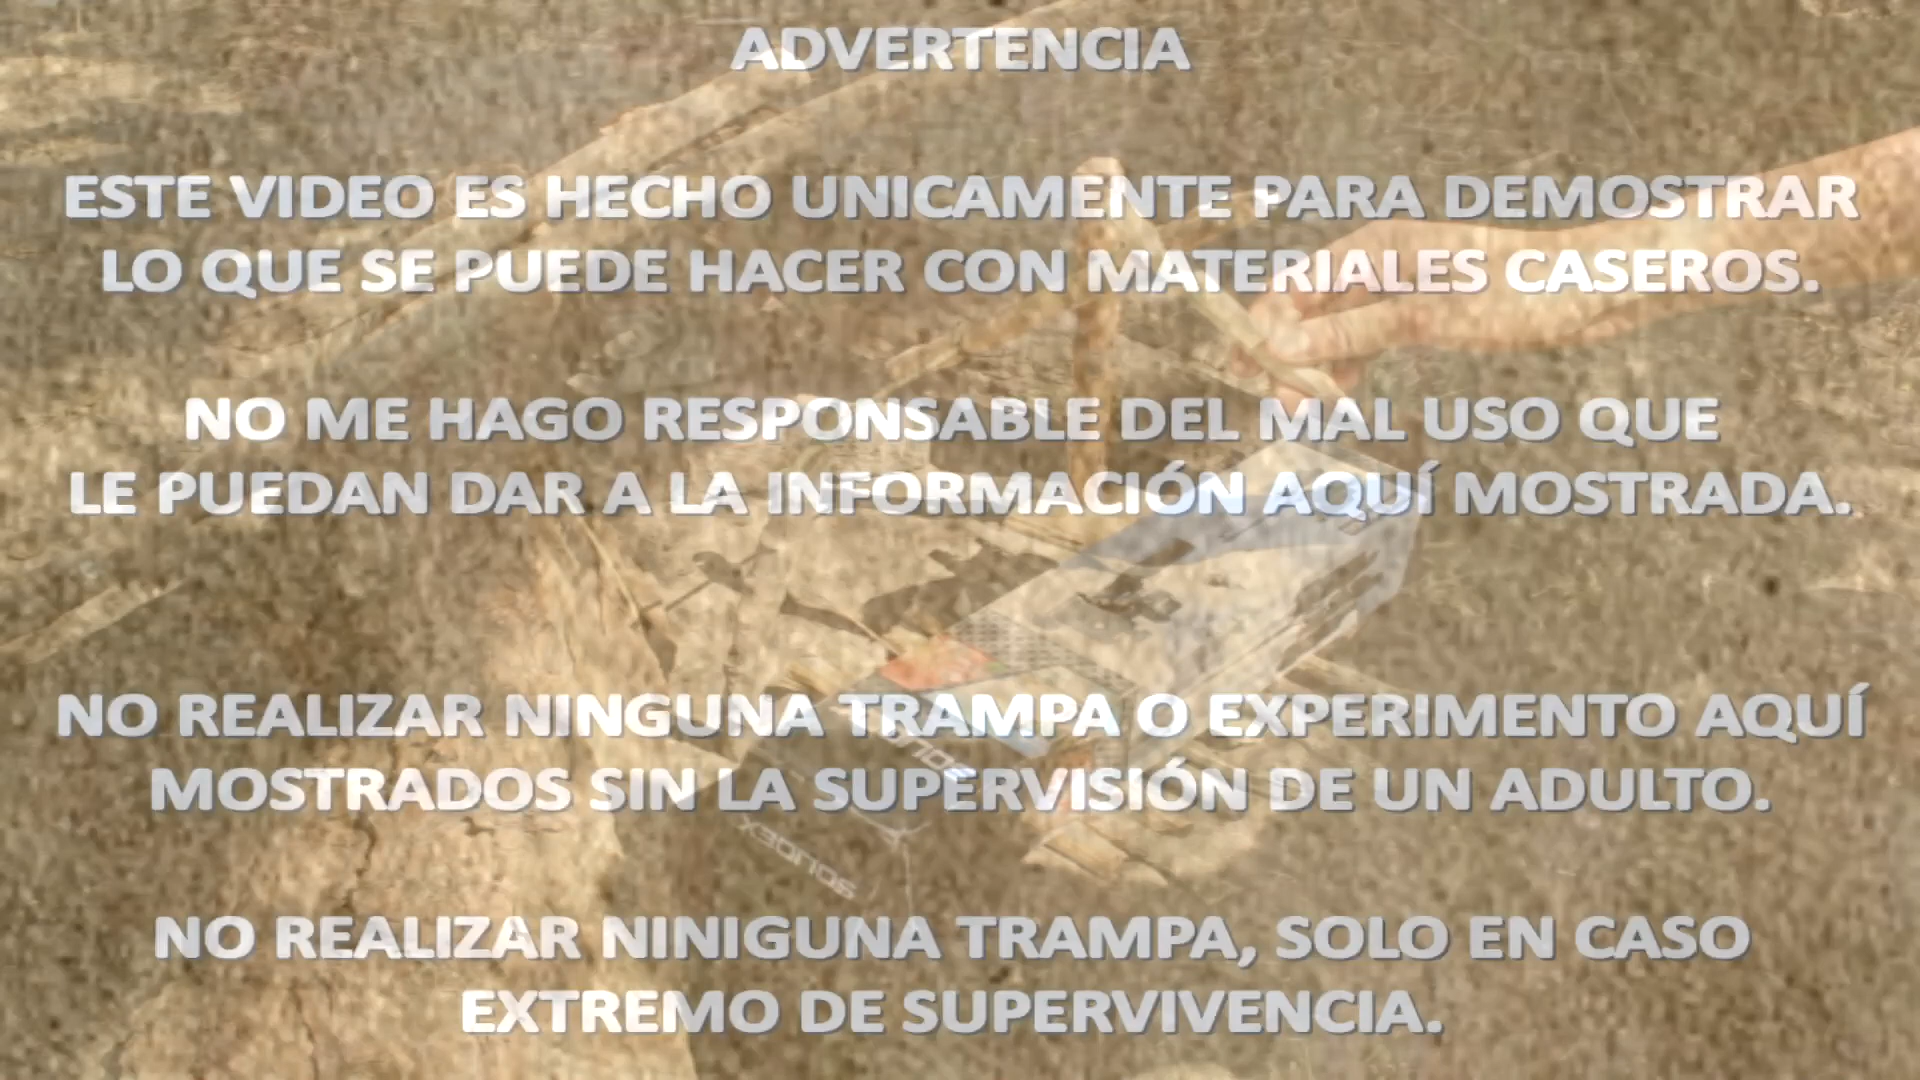 ADVERTENCIA
ESTE VIDEO ES HECHO UNICAMENTE PARA DEMOSTRAR
LO QUE SE PUEDE HACER CON MATERIALES CASEROS.
NO ME HAGO RESPONSABLE DEL MAL USO QUE
LE PUEDAN DAR A LA INFORMACIÓN AQUÍ MOSTRADA.
NO REALIZAR NINGUNA TRAMPA O EXPERIMENTO AQUÍ
MOSTRADOS SIN LA SUPERVISIÓN DE UN ADULTO.
NO REALIZAR NINIGUNA TRAMPA, SOLO EN CASO
EXTREMO DE SUPERVIVENCIA.